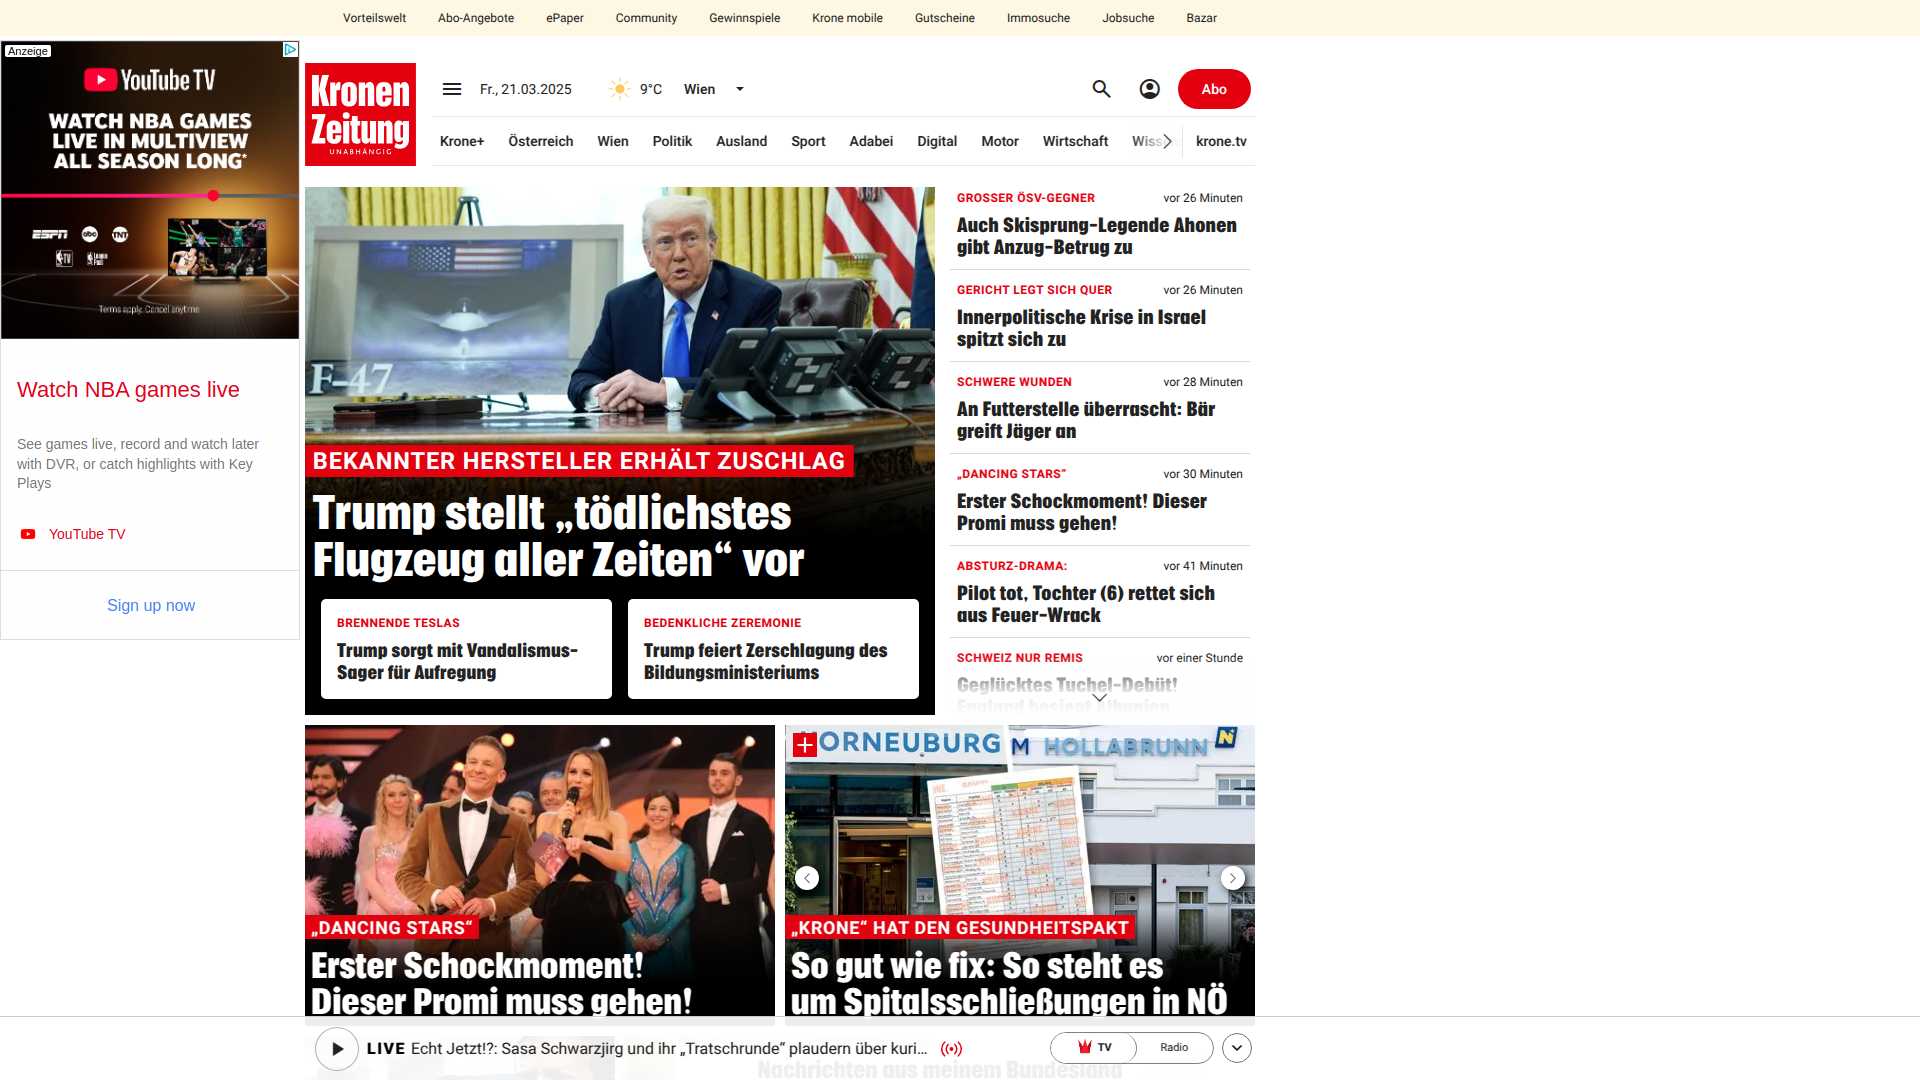 Vorteilswelt Abo-Angebote ePaper Community Gewinnspiele Krone mobile Gutscheine Immosuche Jobsuche Bazar
Anzeige
YouTube TV
WATCH NBA GAMES
LIVE IN MULTIVIEW
ALL SEASON LONG*
ESPN abc TNT
Terms apply. Cancel anytime
Watch NBA games live
See games live, record and watch later
with DVR, or catch highlights with Key
Plays
YouTube TV
Sign up now
Kronen
Zeitung
UNABHÄNGIG
Fr., 21.03.2025 9°C Wien
Abo
Krone+ Österreich Wien Politik Ausland Sport Adabei Digital Motor Wirtschaft Wiss krone.tv
F-47
BEKANNTER HERSTELLER ERHÄLT ZUSCHLAG
Trump stellt „tödlichstes
Flugzeug aller Zeiten“ vor
BRENNENDE TESLAS
Trump sorgt mit Vandalismus-
Sager für Aufregung
BEDENKLICHE ZEREMONIE
Trump feiert Zerschlagung des
Bildungsministeriums
GROSSER ÖSV-GEGNER vor 26 Minuten
Auch Skisprung-Legende Ahonen
gibt Anzug-Betrug zu
GERICHT LEGT SICH QUER vor 26 Minuten
Innerpolitische Krise in Israel
spitzt sich zu
SCHWERE WUNDEN vor 28 Minuten
An Futterstelle überrascht: Bär
greift Jäger an
„DANCING STARS“ vor 30 Minuten
Erster Schockmoment! Dieser
Promi muss gehen!
ABSTURZ-DRAMA: vor 41 Minuten
Pilot tot, Tochter (6) rettet sich
aus Feuer-Wrack
SCHWEIZ NUR REMIS vor einer Stunde
Geglücktes Tuchel-Debüt!
England besiegt Albanien
„DANCING STARS“
Erster Schockmoment!
Dieser Promi muss gehen!
ORNEUBURG M HOLLABRUNN N
„KRONE“ HAT DEN GESUNDHEITSPAKT
So gut wie fix: So steht es
um Spitalsschließungen in NÖ
LIVE Echt Jetzt!?: Sasa Schwarzjirg und ihr „Tratschrunde“ plaudern über kuri...
TV Radio
Nachrichten aus meinem Bundesland